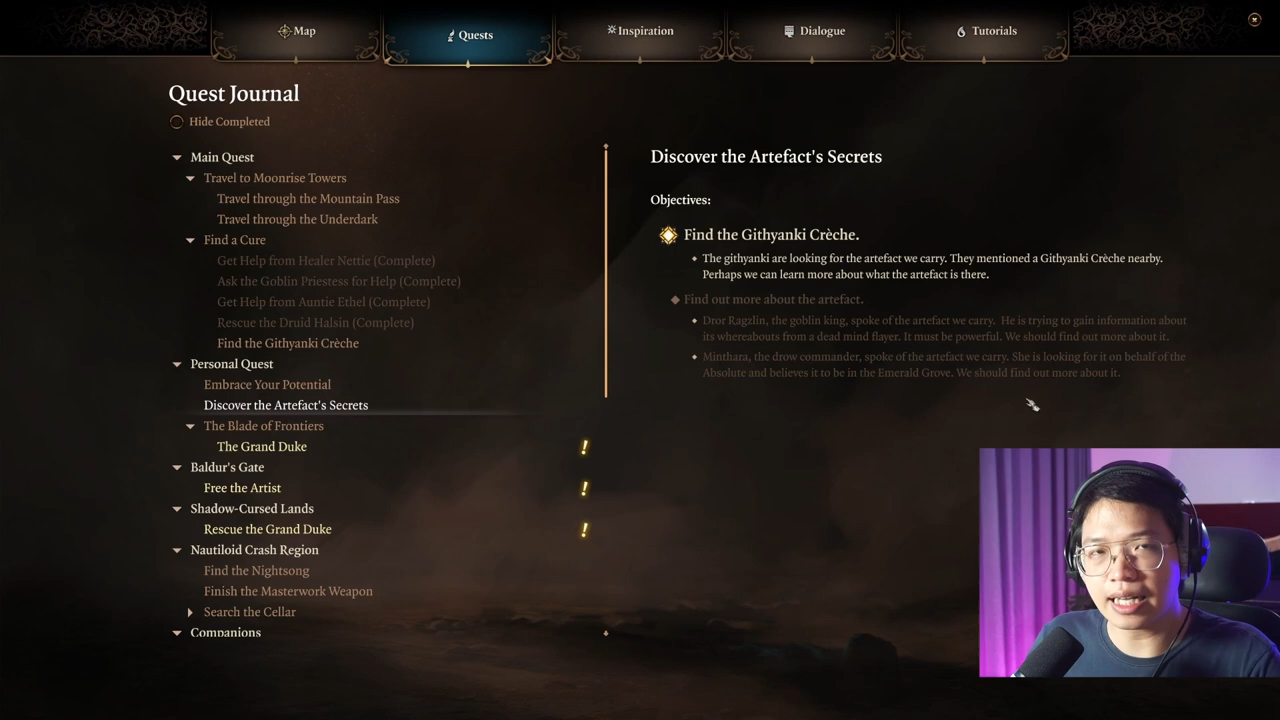 Map
Quests
Inspiration
Dialogue
Tutorials
Quest Journal
Hide Completed
Main Quest
Travel to Moonrise Towers
Travel through the Mountain Pass
Travel through the Underdark
Find a Cure
Get Help from Healer Nettie (Complete)
Ask the Goblin Priestess for Help (Complete)
Get Help from Auntie Ethel (Complete)
Rescue the Druid Halsin (Complete)
Find the Githyanki Crèche
Personal Quest
Embrace Your Potential
Discover the Artefact's Secrets
The Blade of Frontiers
The Grand Duke
!
Baldur's Gate
Free the Artist
!
Shadow-Cursed Lands
Rescue the Grand Duke
!
Nautiloid Crash Region
Find the Nightsong
Finish the Masterwork Weapon
Search the Cellar
Companions
Discover the Artefact's Secrets
Objectives:
Find the Githyanki Crèche.
The githyanki are looking for the artefact we carry. They mentioned a Githyanki Crèche nearby.
Perhaps we can learn more about what the artefact is there.
Find out more about the artefact.
Dror Ragzlin, the goblin king, spoke of the artefact we carry. He is trying to gain information about
its whereabouts from a dead mind flayer. It must be powerful. We should find out more about it.
Minthara, the drow commander, spoke of the artefact we carry. She is looking for it on behalf of the
Absolute and believes it to be in the Emerald Grove. We should find out more about it.